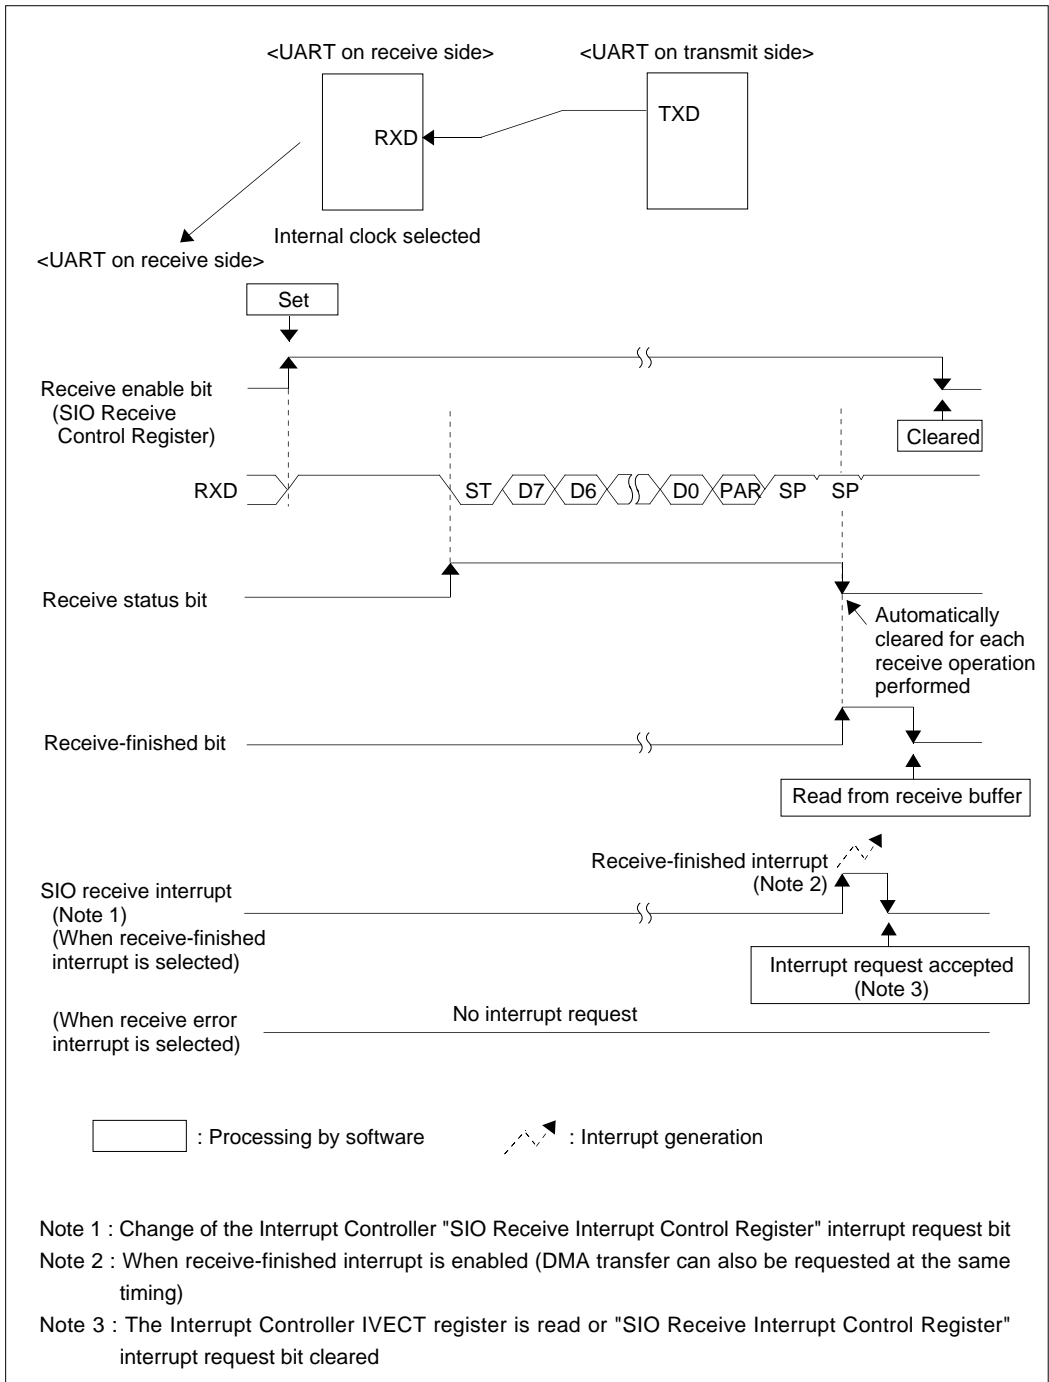 <UART on receive side>
<UART on transmit side>
TXD
RXD
Internal clock selected
<UART on receive side>
Set
Receive enable bit
(SIO Receive
Control Register)
Cleared
RXD
ST D7 D6 D0 PAR SP SP
Receive status bit
Automatically
cleared for each
receive operation
performed
Receive-finished bit
Read from receive buffer
Receive-finished interrupt
(Note 2)
SIO receive interrupt
(Note 1)
(When receive-finished
interrupt is selected)
Interrupt request accepted
(Note 3)
(When receive error
interrupt is selected)
No interrupt request
: Processing by software
: Interrupt generation
Note 1 : Change of the Interrupt Controller "SIO Receive Interrupt Control Register" interrupt request bit
Note 2 : When receive-finished interrupt is enabled (DMA transfer can also be requested at the same
timing)
Note 3 : The Interrupt Controller IVECT register is read or "SIO Receive Interrupt Control Register"
interrupt request bit cleared